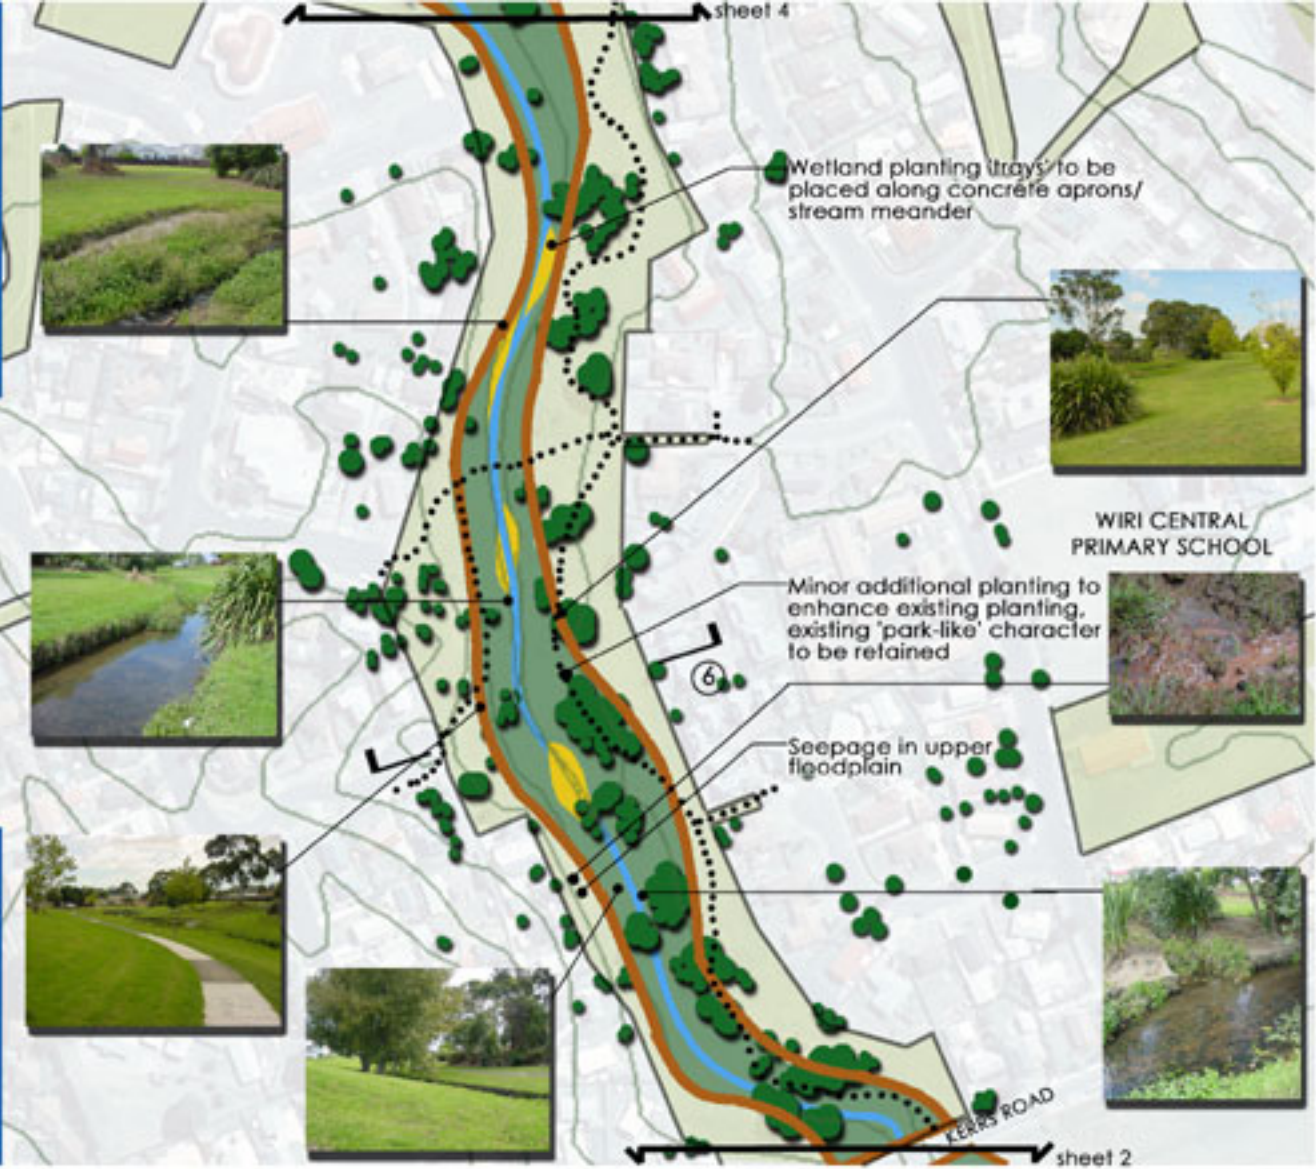 sheet 4
Wetland planting 'trays' to be
placed along concrete aprons/
stream meander
WIRI CENTRAL
PRIMARY SCHOOL
Minor additional planting to
enhance existing planting,
existing 'park-like' character
to be retained
6
Seepage in upper
floodplain
KERRS ROAD
sheet 2